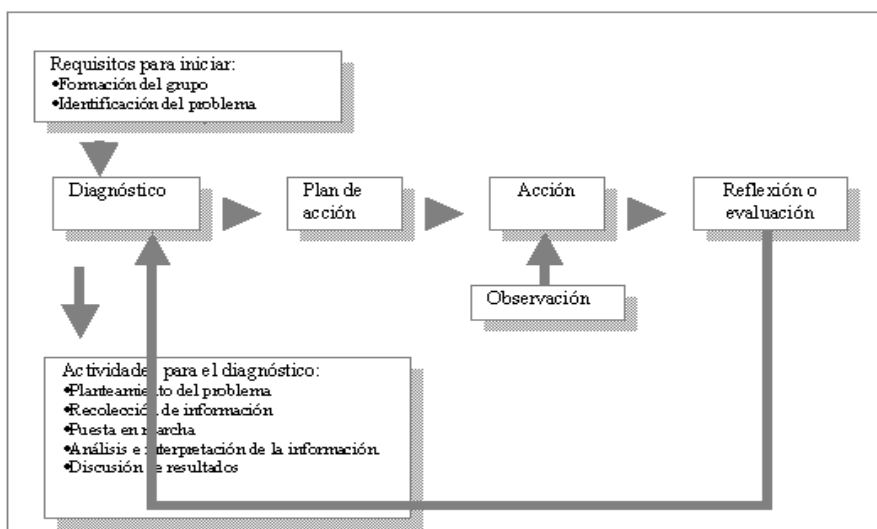 Requisitos para iniciar:
•Formación del grupo
•Identificación del problema
Diagnóstico
Plan de
acción
Acción
Reflexión o
evaluación
Observación
Actividades para el diagnóstico:
•Planteamiento del problema
•Recolección de información
•Puesta en marcha
•Análisis e interpretación de la información.
•Discusión de resultados